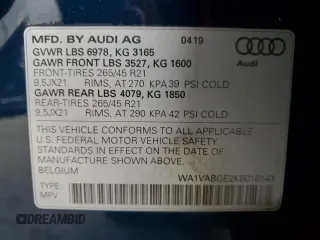 MFD. BY AUDI AG 04/19
GVWR LBS 6978, KG 3165
GAWR FRONT LBS 3527, KG 1600
FRONT-TIRES 265/45 R21
9.5JX21 RIMS, AT 270 KPA 39 PSI COLD
GAWR REAR LBS 4079, KG 1850
REAR-TIRES 265/45 R21
9.5JX21 RIMS, AT 290 KPA 42 PSI COLD
THIS VEHICLE CONFORMS TO ALL APPLICABLE
U.S. FEDERAL MOTOR VEHICLE SAFETY
STANDARDS IN EFFECT ON THE DATE OF
MANUFACTURE SHOWN ABOVE.
BELGIUM
TYPE:
MPV
DREAMBID